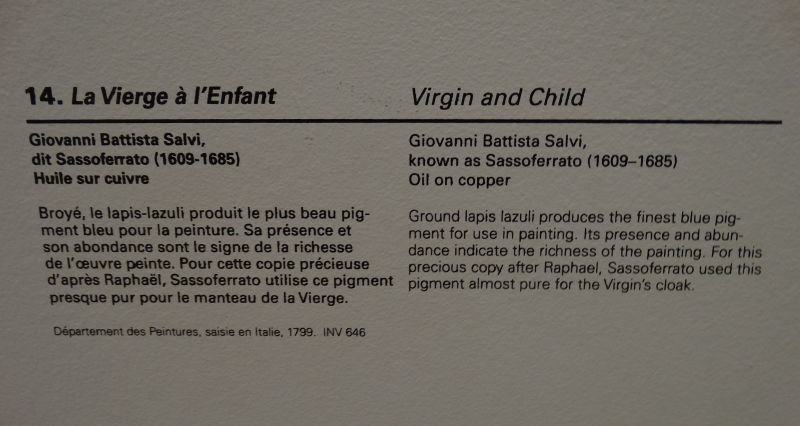 14. La Vierge à l'Enfant
Giovanni Battista Salvi,
dit Sassoferrato (1609-1685)
Huile sur cuivre
Broyé, le lapis-lazuli produit le plus beau pig-
ment bleu pour la peinture. Sa présence et
son abondance sont le signe de la richesse
de l'œuvre peinte. Pour cette copie précieuse
d'après Raphaël, Sassoferrato utilise ce pigment
presque pur pour le manteau de la Vierge.
Département des Peintures, saisie en Italie, 1799. INV 646
Virgin and Child
Giovanni Battista Salvi,
known as Sassoferrato (1609–1685)
Oil on copper
Ground lapis lazuli produces the finest blue pig-
ment for use in painting. Its presence and abun-
dance indicate the richness of the painting. For this
precious copy after Raphael, Sassoferrato used this
pigment almost pure for the Virgin's cloak.